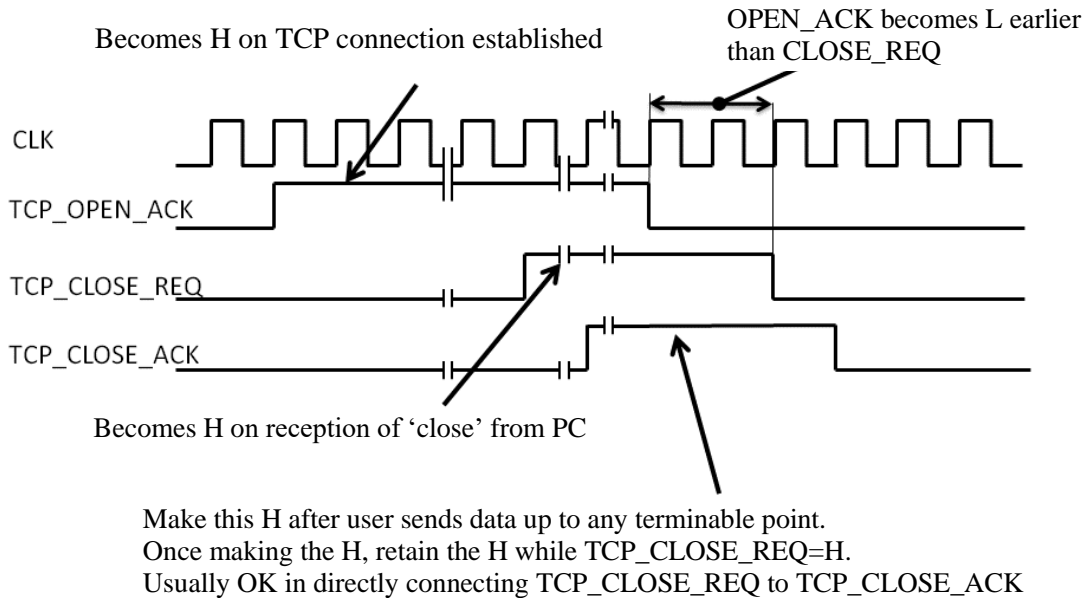 OPEN_ACK becomes L earlier
than CLOSE_REQ
Becomes H on TCP connection established
CLK
TCP_OPEN_ACK
TCP_CLOSE_REQ
TCP_CLOSE_ACK
Becomes H on reception of ‘close’ from PC
Make this H after user sends data up to any terminable point.
Once making the H, retain the H while TCP_CLOSE_REQ=H.
Usually OK in directly connecting TCP_CLOSE_REQ to TCP_CLOSE_ACK